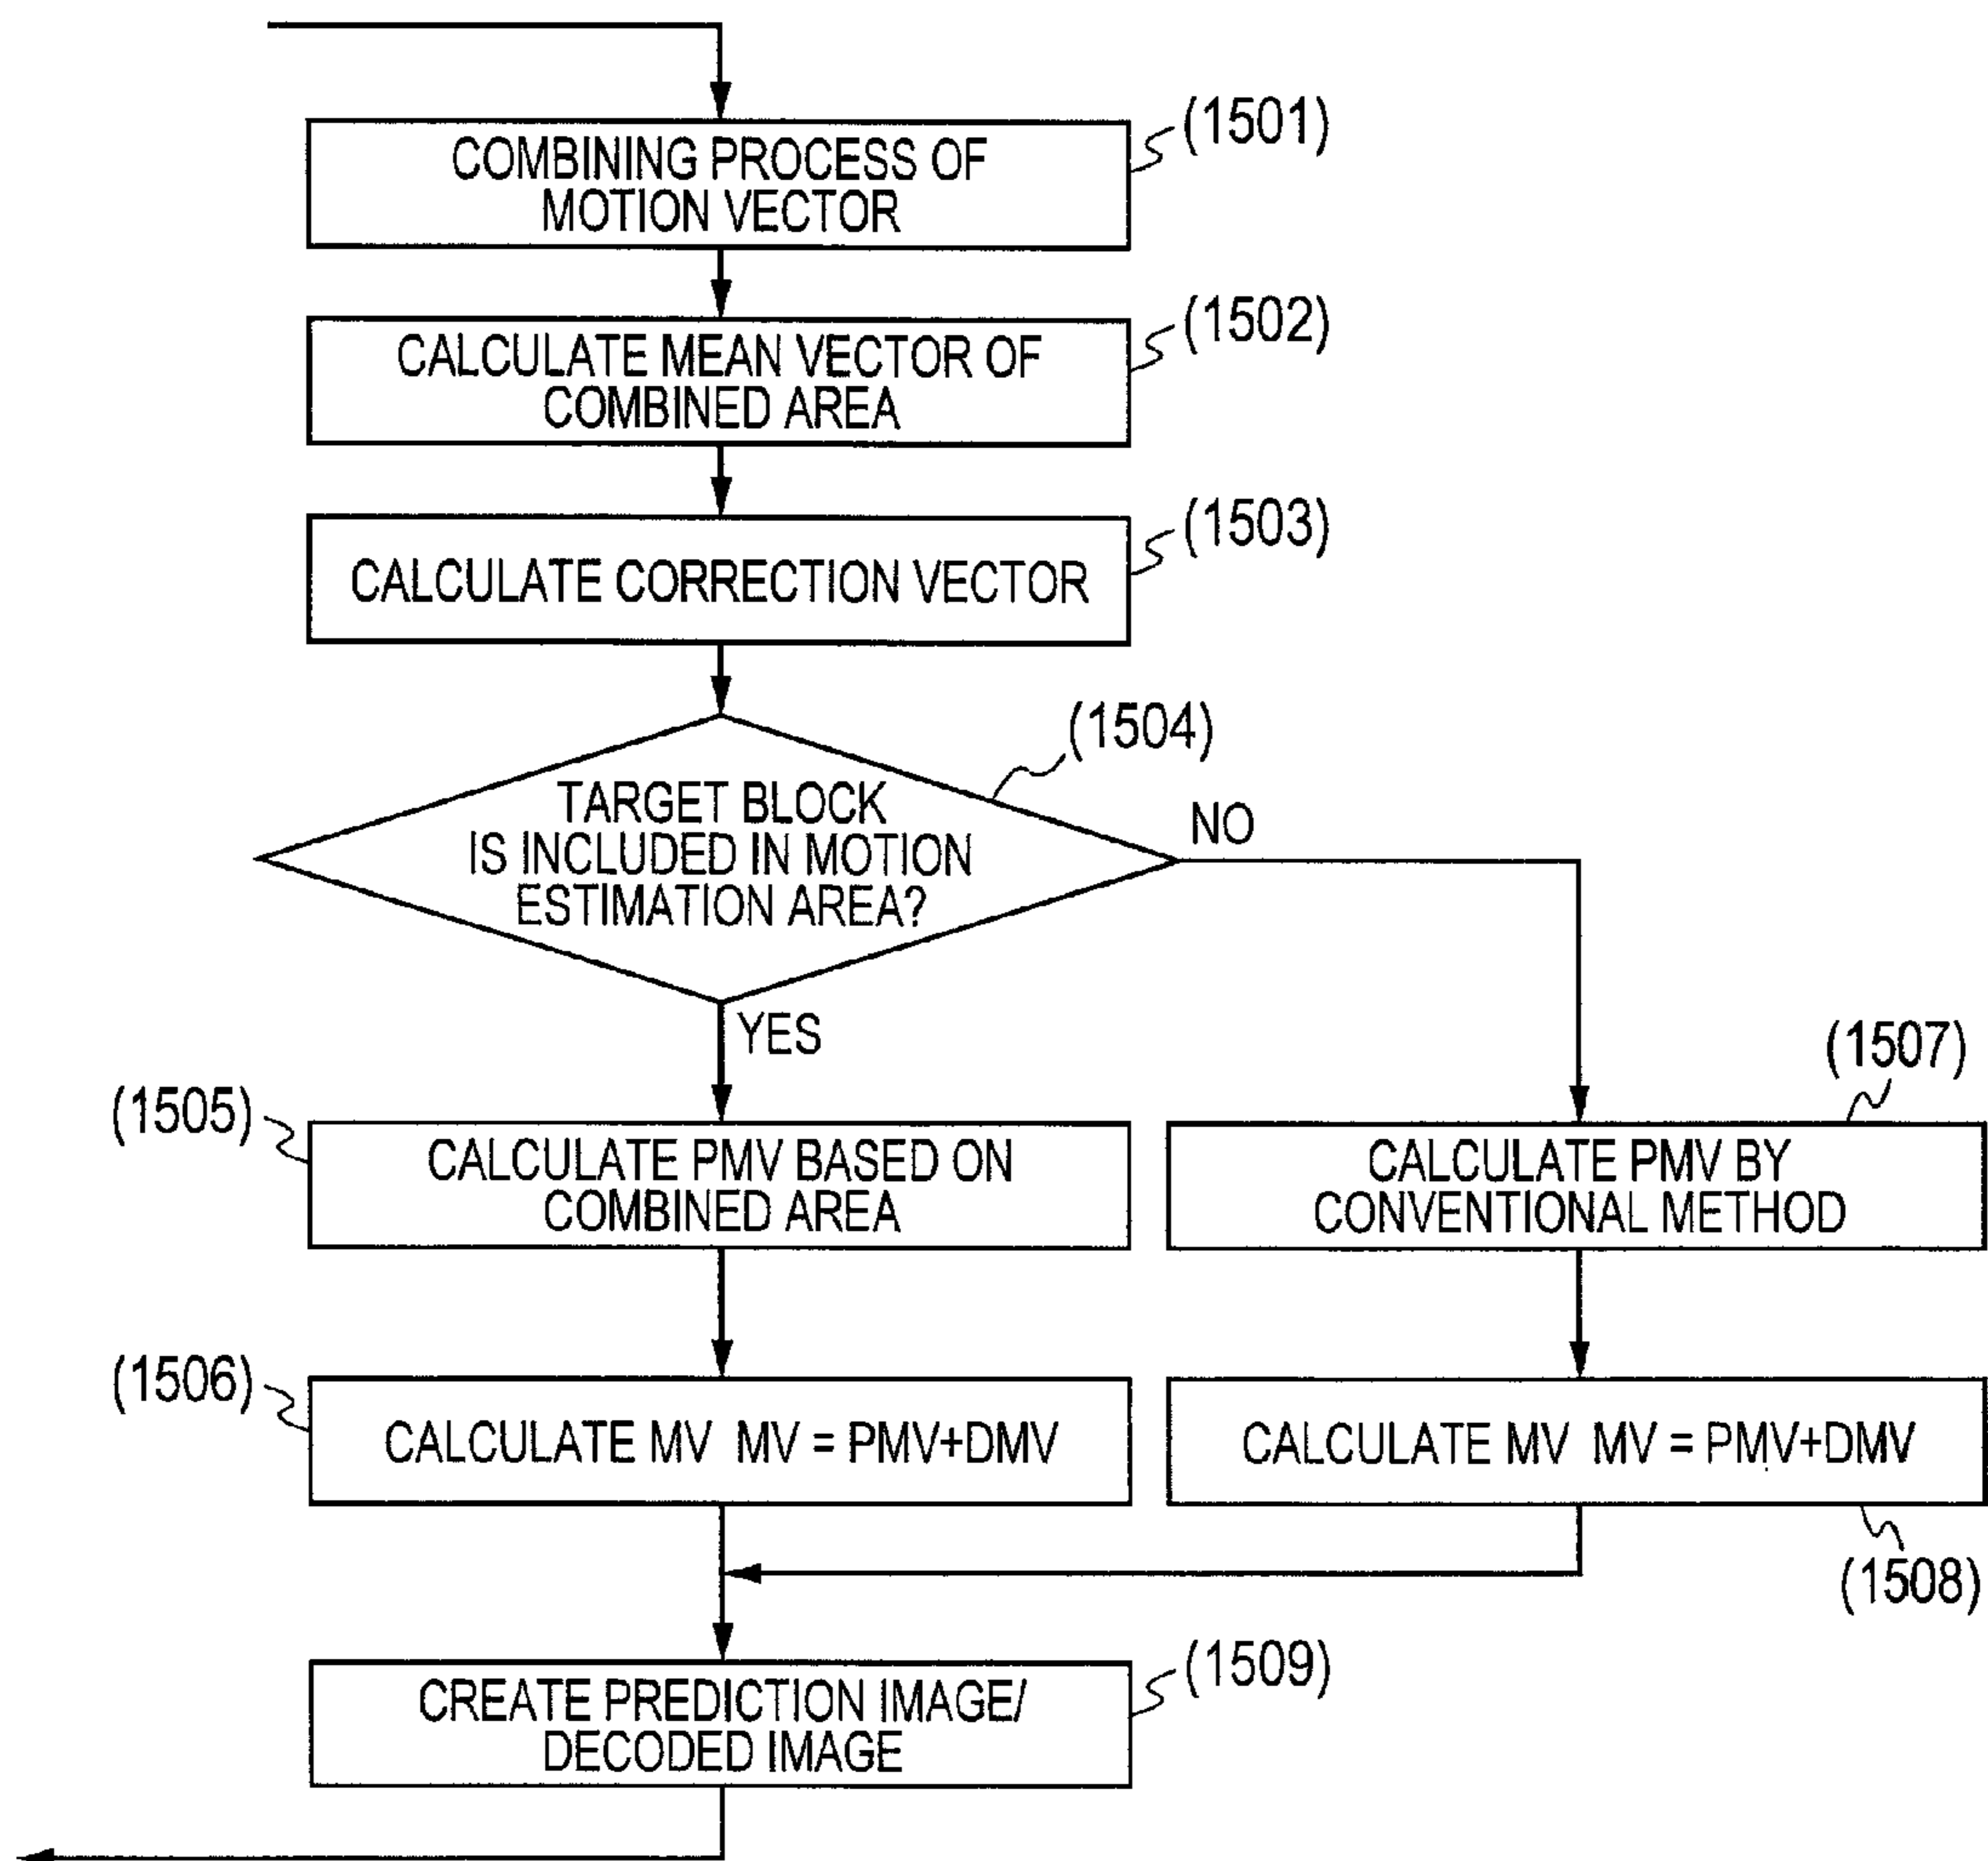 (1501)
COMBINING PROCESS OF
MOTION VECTOR
(1502)
CALCULATE MEAN VECTOR OF
COMBINED AREA
(1503)
CALCULATE CORRECTION VECTOR
(1504)
TARGET BLOCK
IS INCLUDED IN MOTION
ESTIMATION AREA?
NO
YES
(1505)
CALCULATE PMV BASED ON
COMBINED AREA
(1507)
CALCULATE PMV BY
CONVENTIONAL METHOD
(1506)
CALCULATE MV MV = PMV+DMV
CALCULATE MV MV = PMV+DMV
(1508)
(1509)
CREATE PREDICTION IMAGE/
DECODED IMAGE